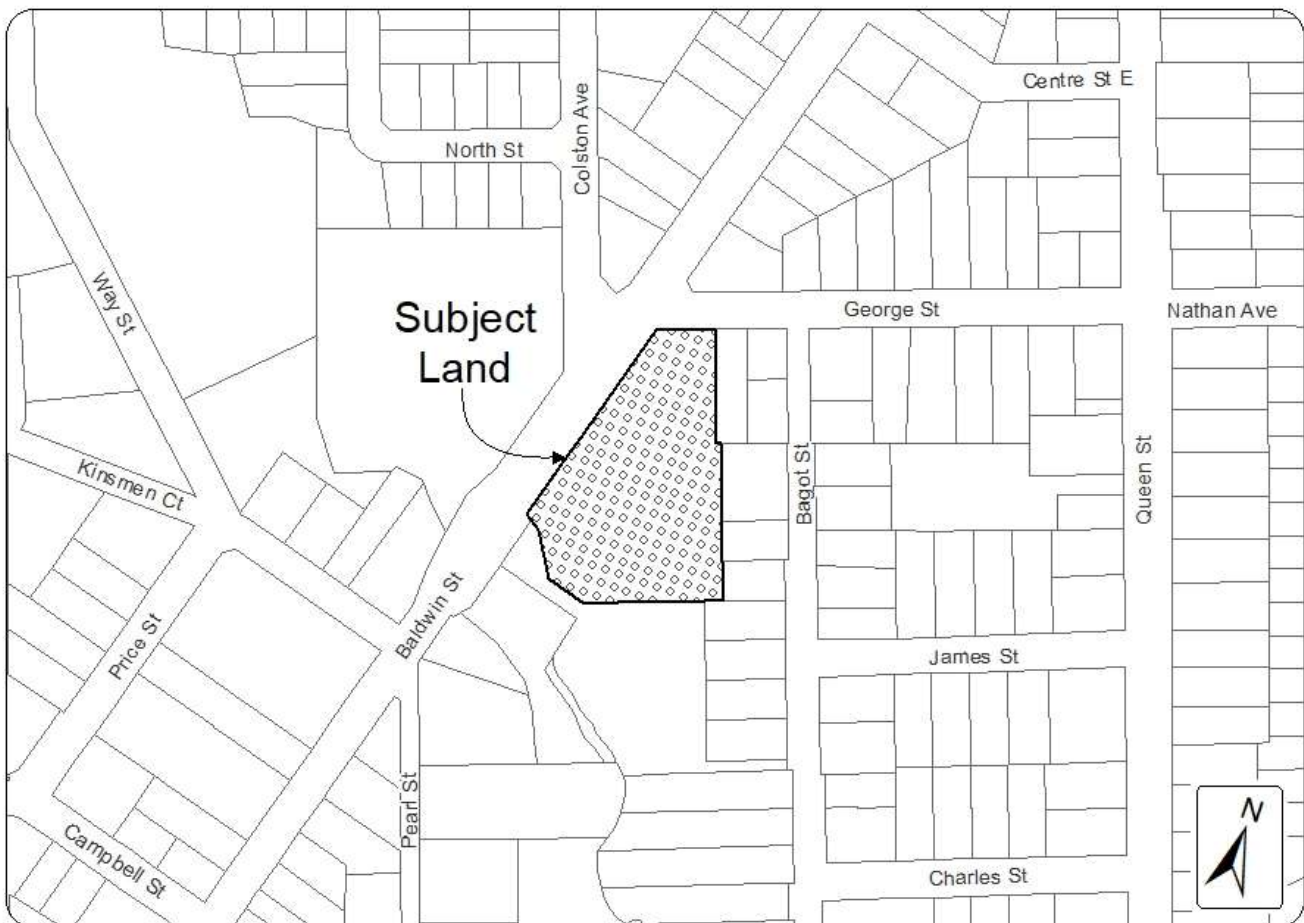 Centre St E
North St
Colston Ave
Way St
Subject
Land
George St
Nathan Ave
Kinsmen Ct
Bagot St
Queen St
Baldwin St
Price St
James St
Pearl St
Campbell St
Charles St
N